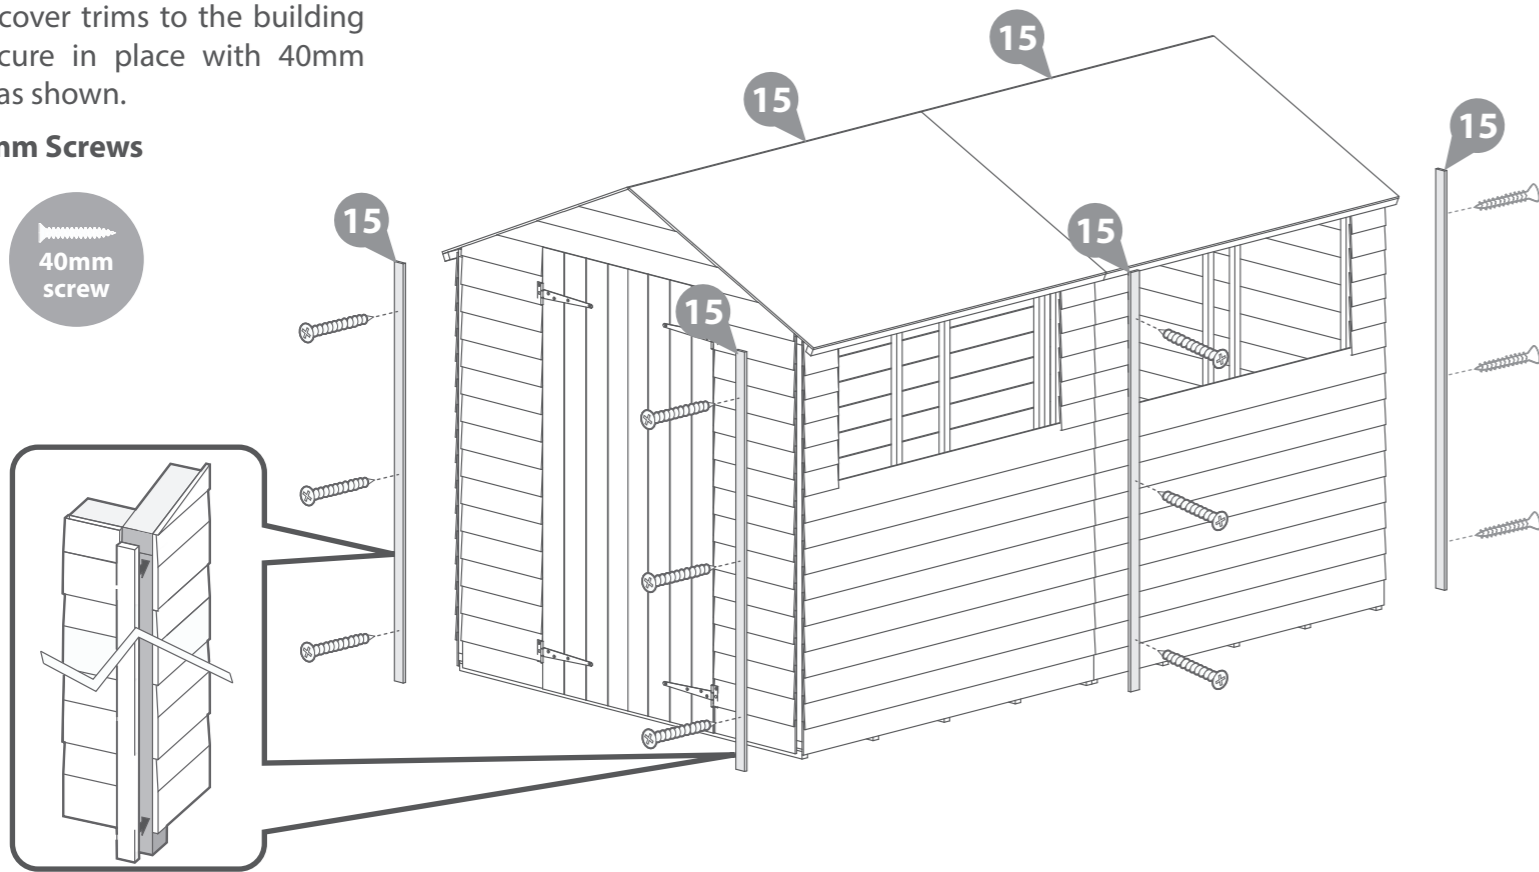 cover trims to the building
cure in place with 40mm
as shown.
mm Screws
40mm
screw
15
15
15
15
15
15